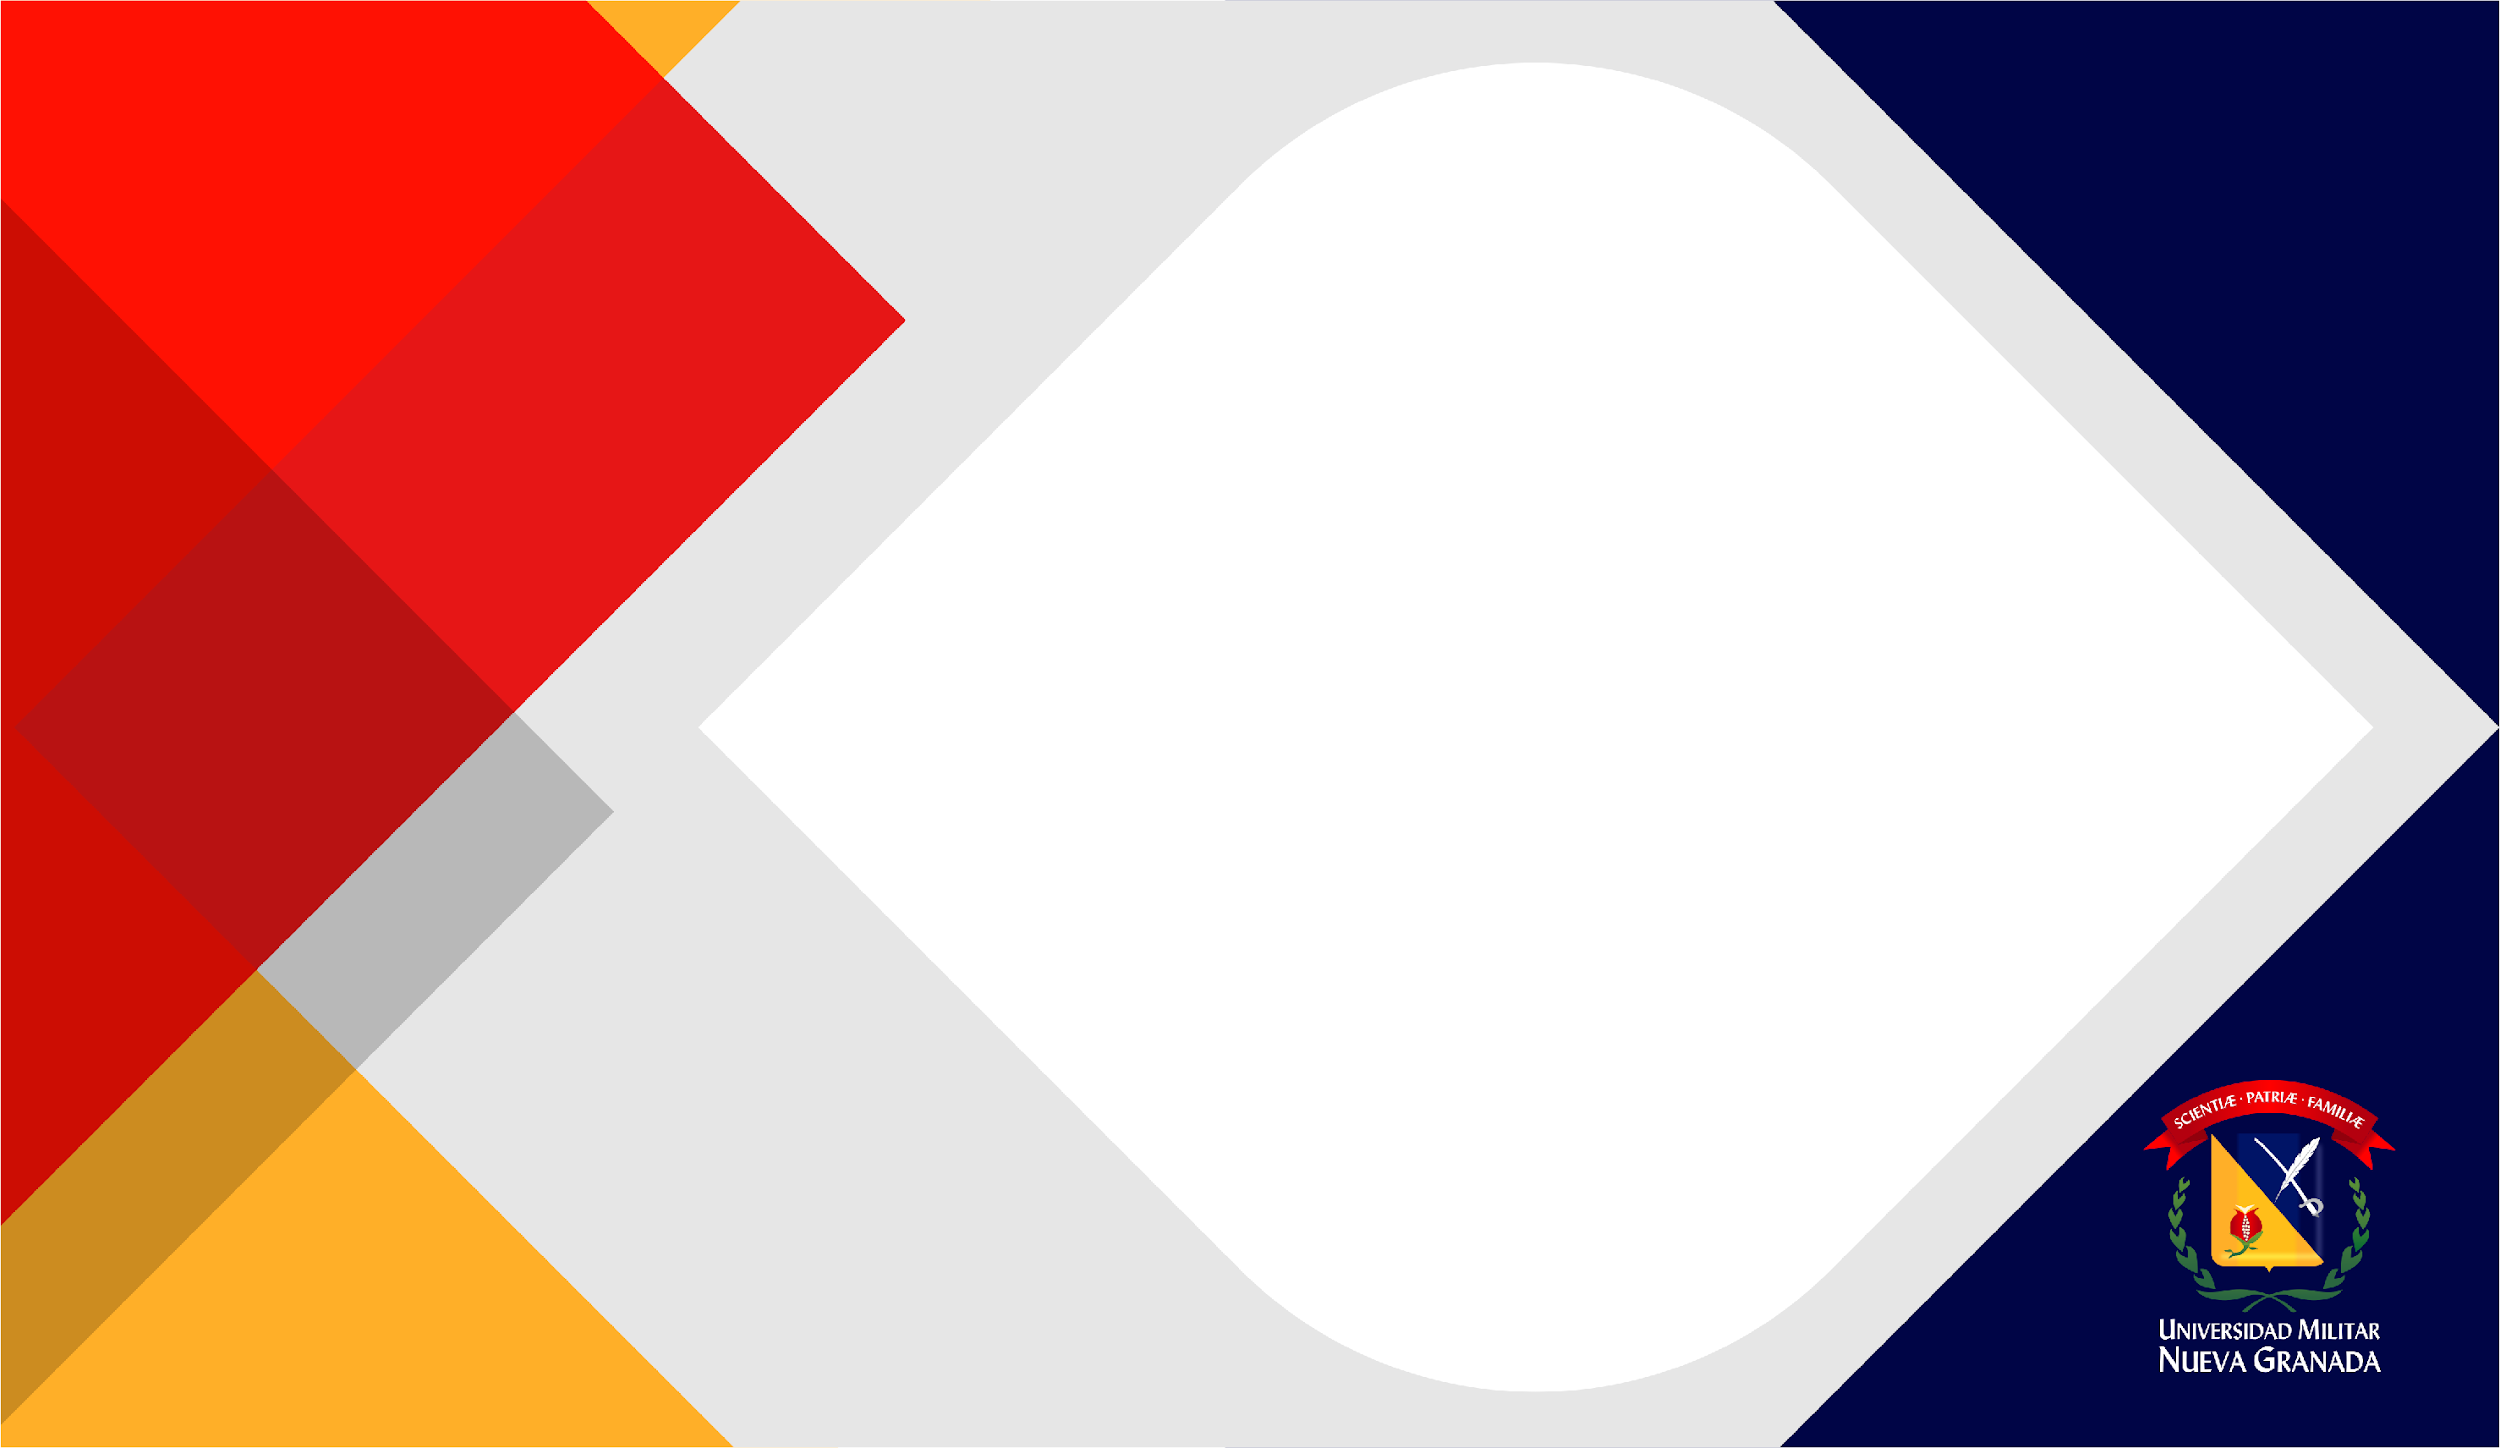 SCIENTIÆ · PATRIÆ · FAMILIÆ
UNIVERSIDAD MILITAR
NUEVA GRANADA